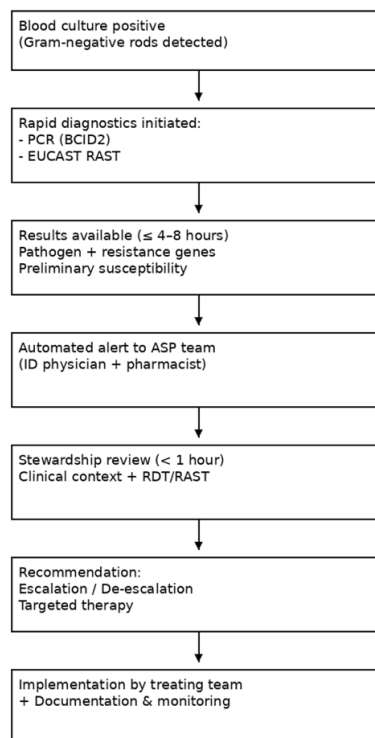 Blood culture positive
(Gram-negative rods detected)
Rapid diagnostics initiated:
- PCR (BCID2)
- EUCAST RAST
Results available (≤ 4–8 hours)
Pathogen + resistance genes
Preliminary susceptibility
Automated alert to ASP team
(ID physician + pharmacist)
Stewardship review (< 1 hour)
Clinical context + RDT/RAST
Recommendation:
Escalation / De-escalation
Targeted therapy
Implementation by treating team
+ Documentation & monitoring